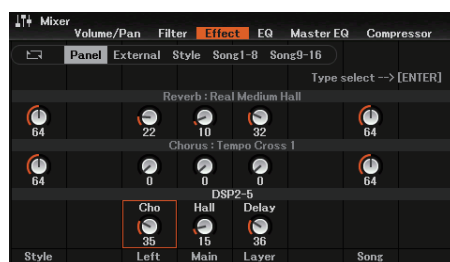 Mixer
Volume/Pan Filter Effect EQ Master EQ Compressor
Panel External Style Song1-8 Song9-16
Type select --> [ENTER]
Reverb : Real Medium Hall
64 22 10 32 64
Chorus : Tempo Cross 1
64 0 0 0 64
DSP2-5
Cho Hall Delay
35 15 36
Style Left Main Layer Song